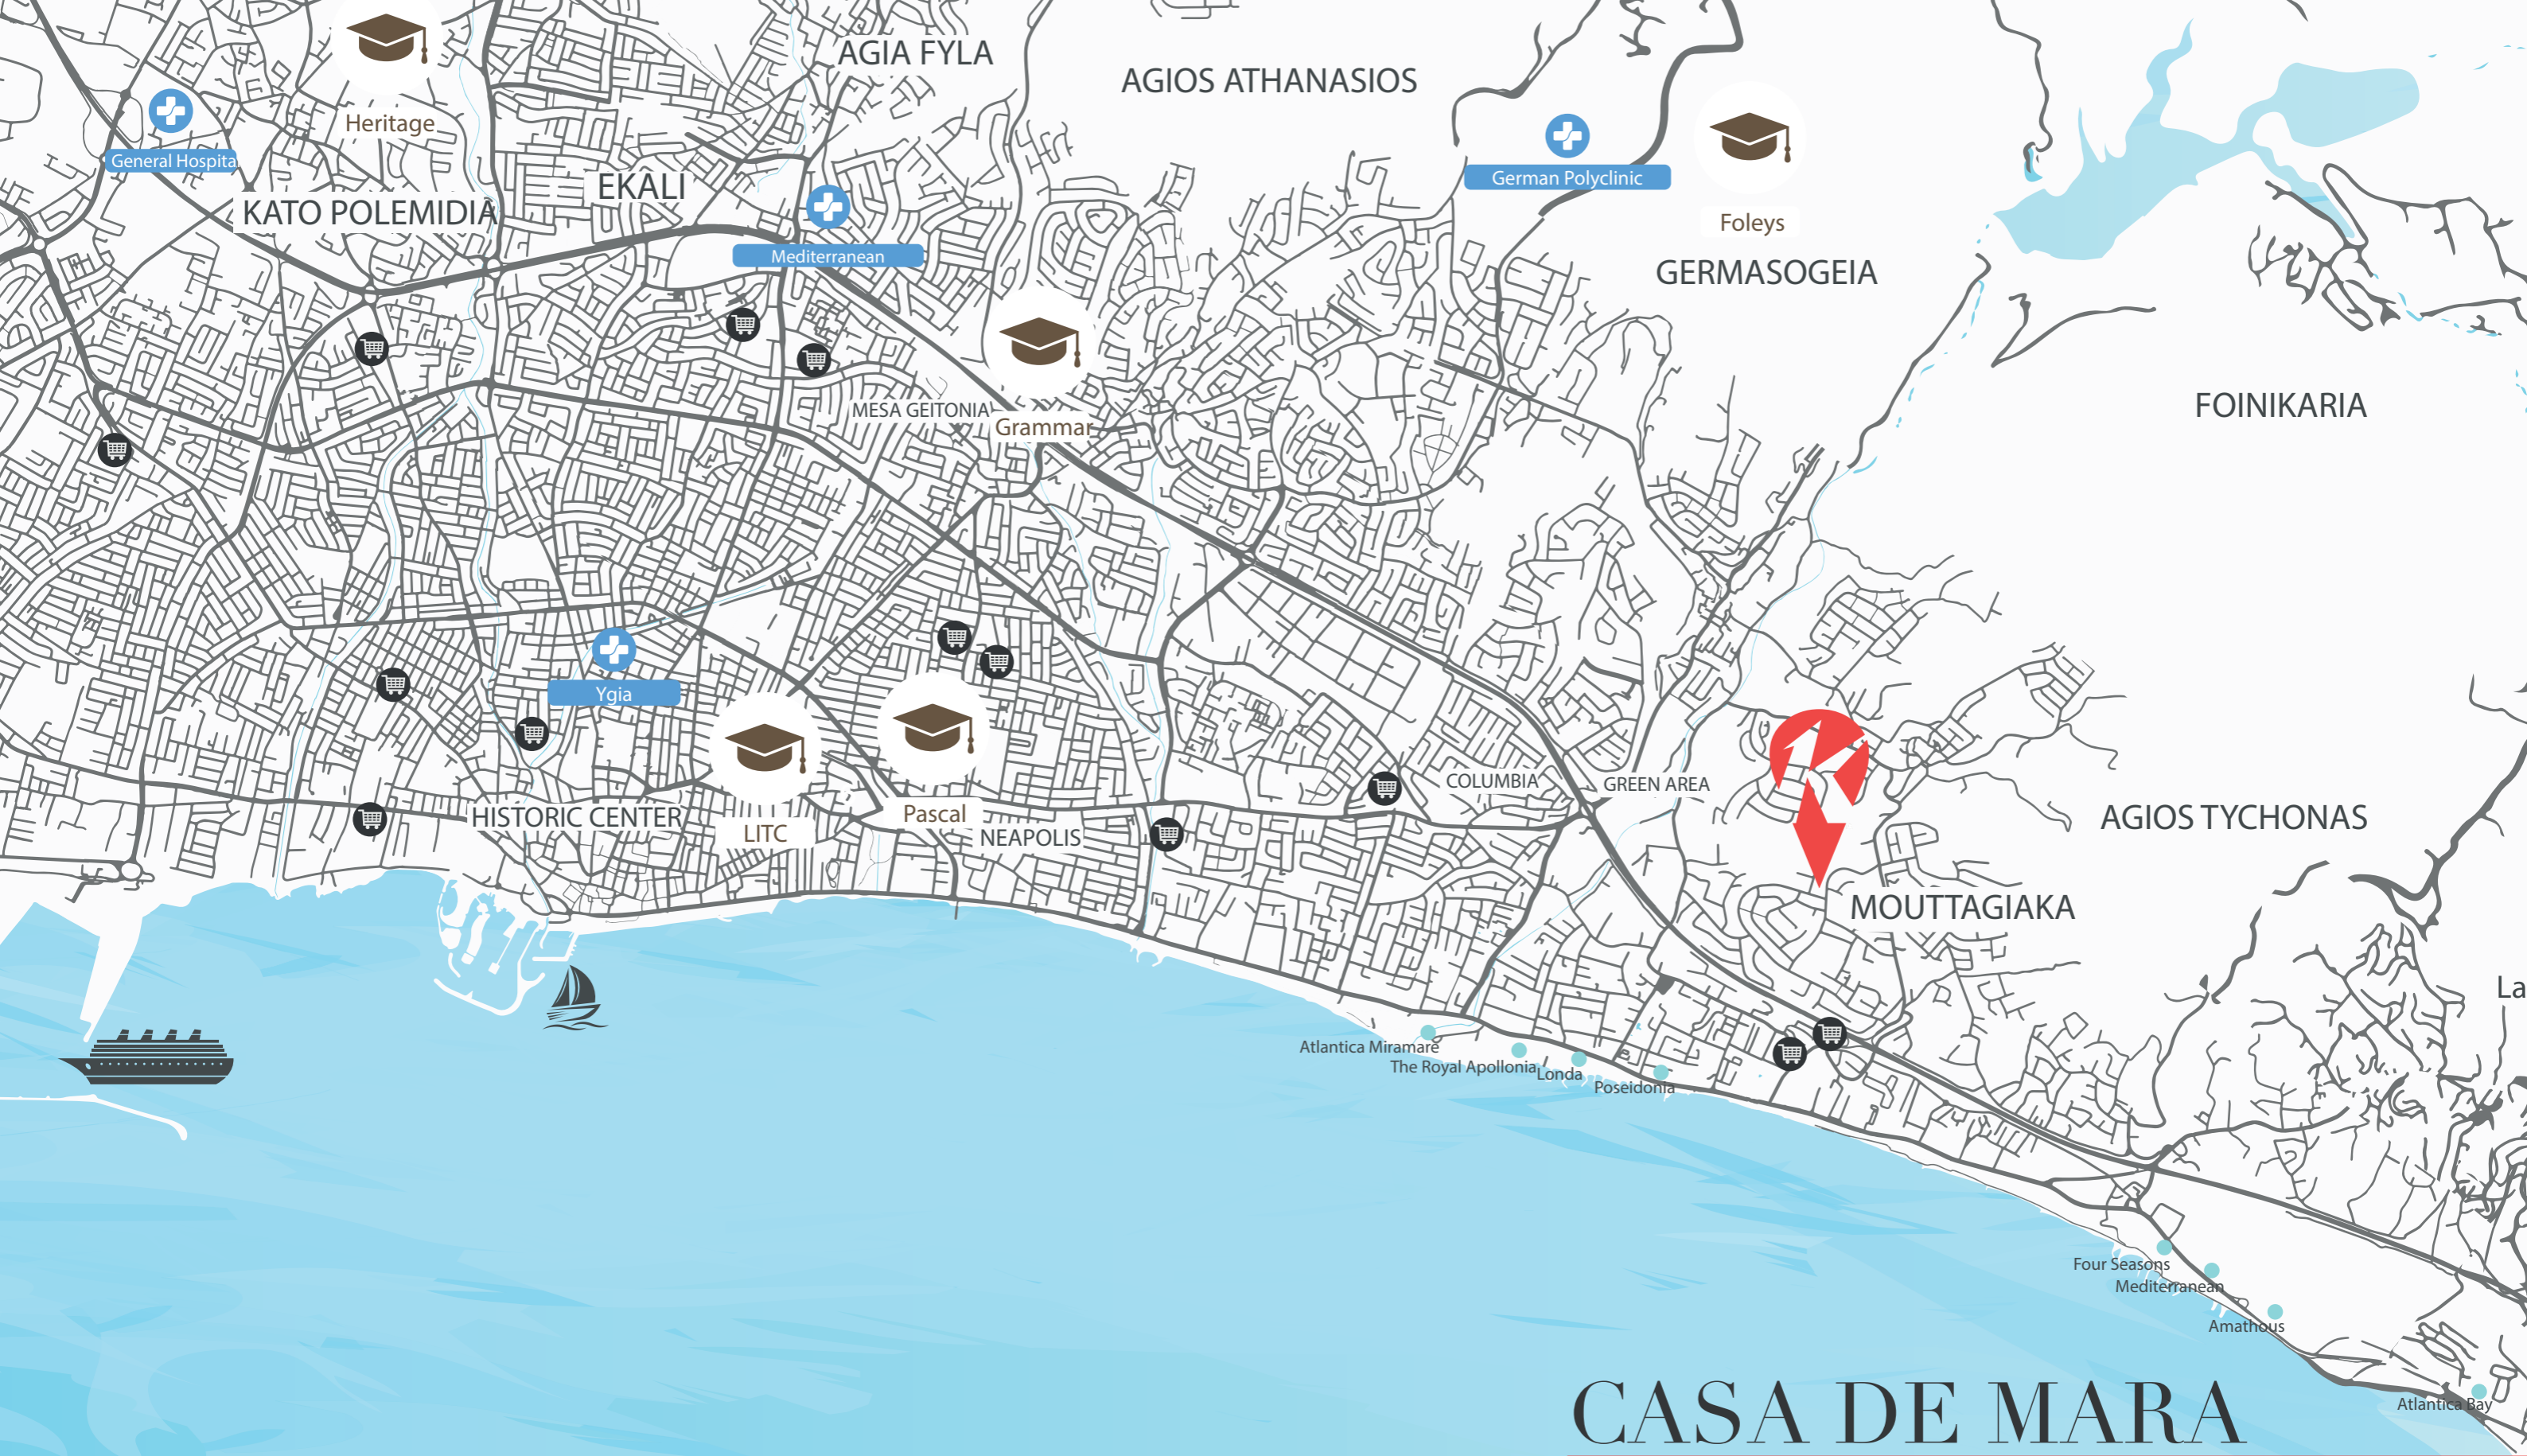 AGIA FYLA
AGIOS ATHANASIOS
Heritage
General Hospital
German Polyclinic
KATO POLEMIDIA
EKALI
Mediterranean
Foleys
GERMASOGEIA
MESA GEITONIA
Grammar
FOINIKARIA
Ygia
COLUMBIA
GREEN AREA
HISTORIC CENTER
LITC
Pascal
NEAPOLIS
AGIOS TYCHONAS
MOUTTAGIAKA
La
Atlantica Miramare
The Royal Apollonia
Londa
Poseidonia
Four Seasons
Mediterranean
Amathous
Atlantica Bay
CASA DE MARA